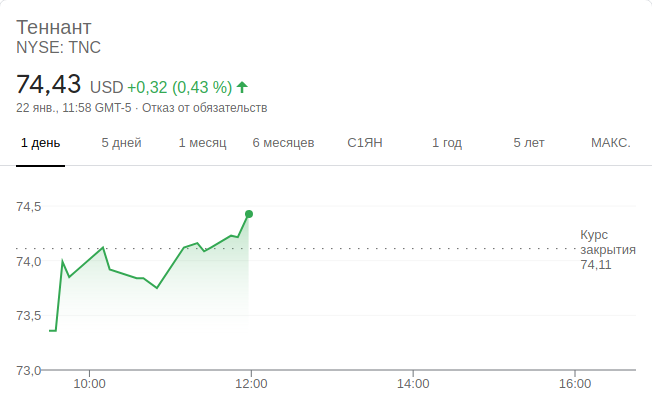 Теннант
NYSE: TNC
74,43 USD +0,32 (0,43 %)
22 янв., 11:58 GMT-5 · Отказ от обязательств
1 день 5 дней 1 месяц 6 месяцев С1ЯН 1 год 5 лет МАКС.
74,5
Курс
закрытия
74,11
74,0
73,5
73,0
10:00 12:00 14:00 16:00